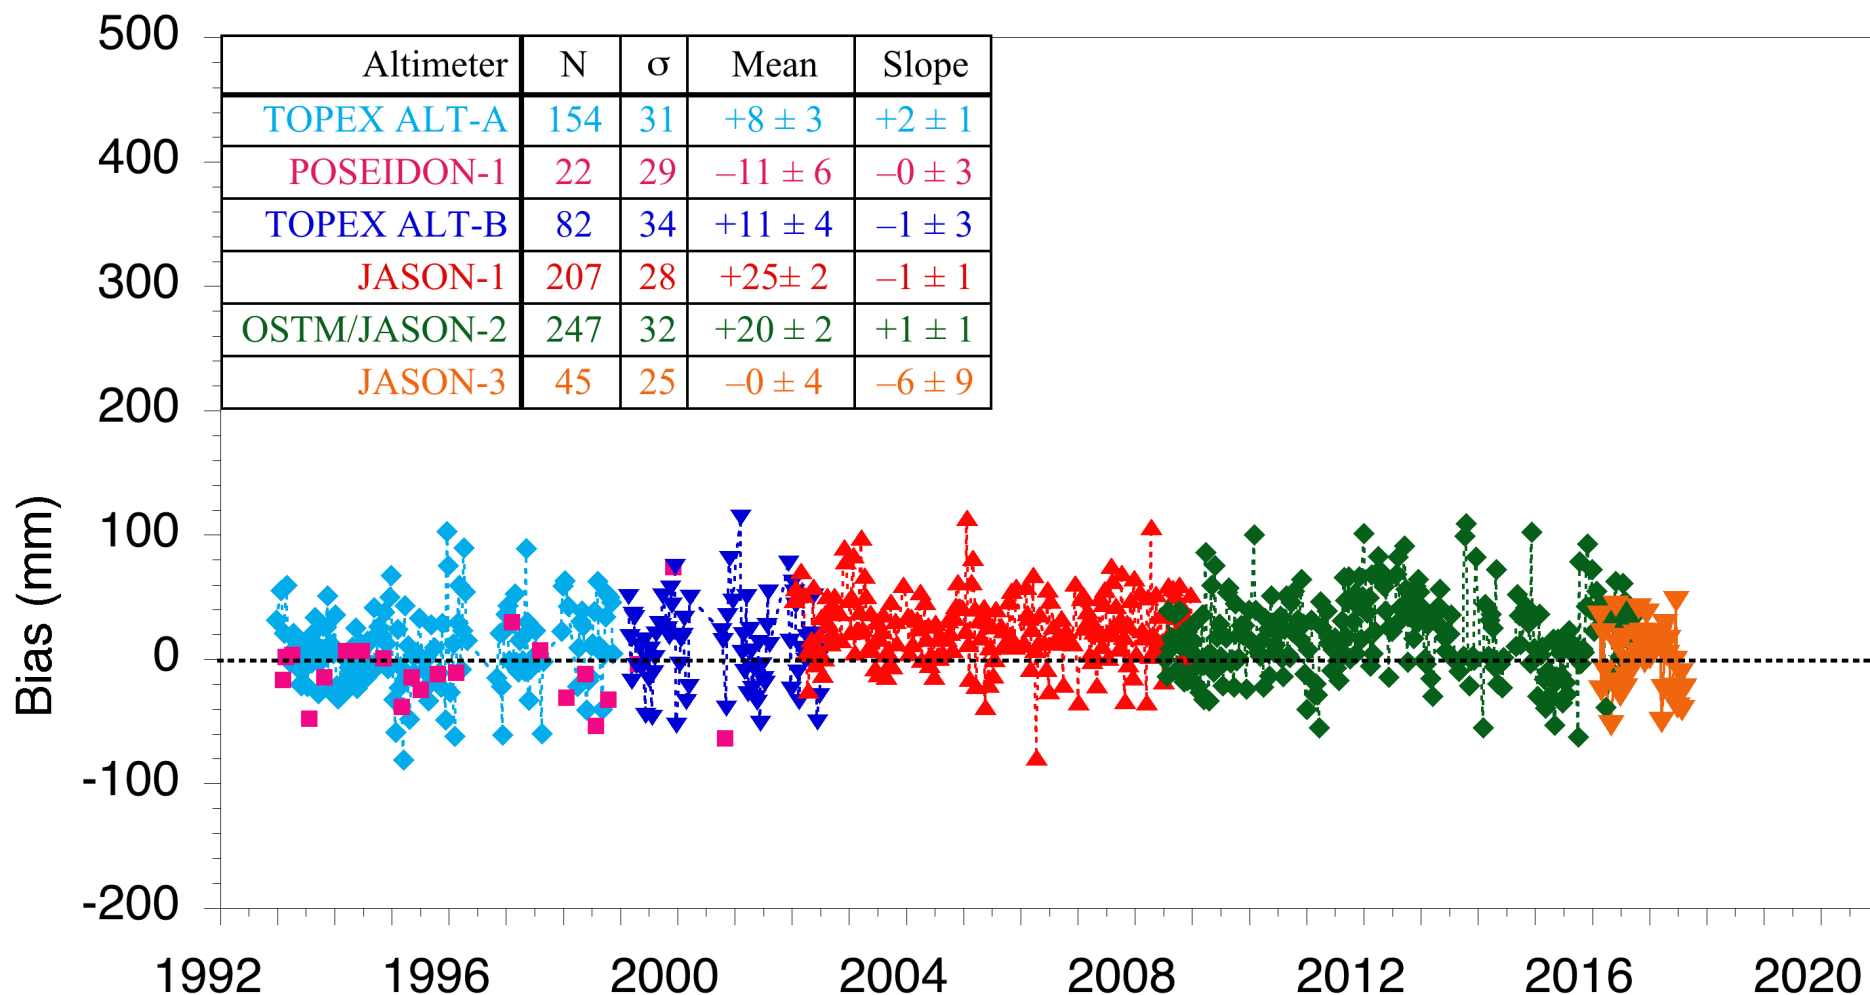 500
400
300
200
100
0
-100
-200
Bias (mm)
Altimeter N σ Mean Slope
TOPEX ALT-A 154 31 +8 ± 3 +2 ± 1
POSEIDON-1 22 29 –11 ± 6 –0 ± 3
TOPEX ALT-B 82 34 +11 ± 4 –1 ± 3
JASON-1 207 28 +25± 2 –1 ± 1
OSTM/JASON-2 247 32 +20 ± 2 +1 ± 1
JASON-3 45 25 –0 ± 4 –6 ± 9
1992 1996 2000 2004 2008 2012 2016 2020